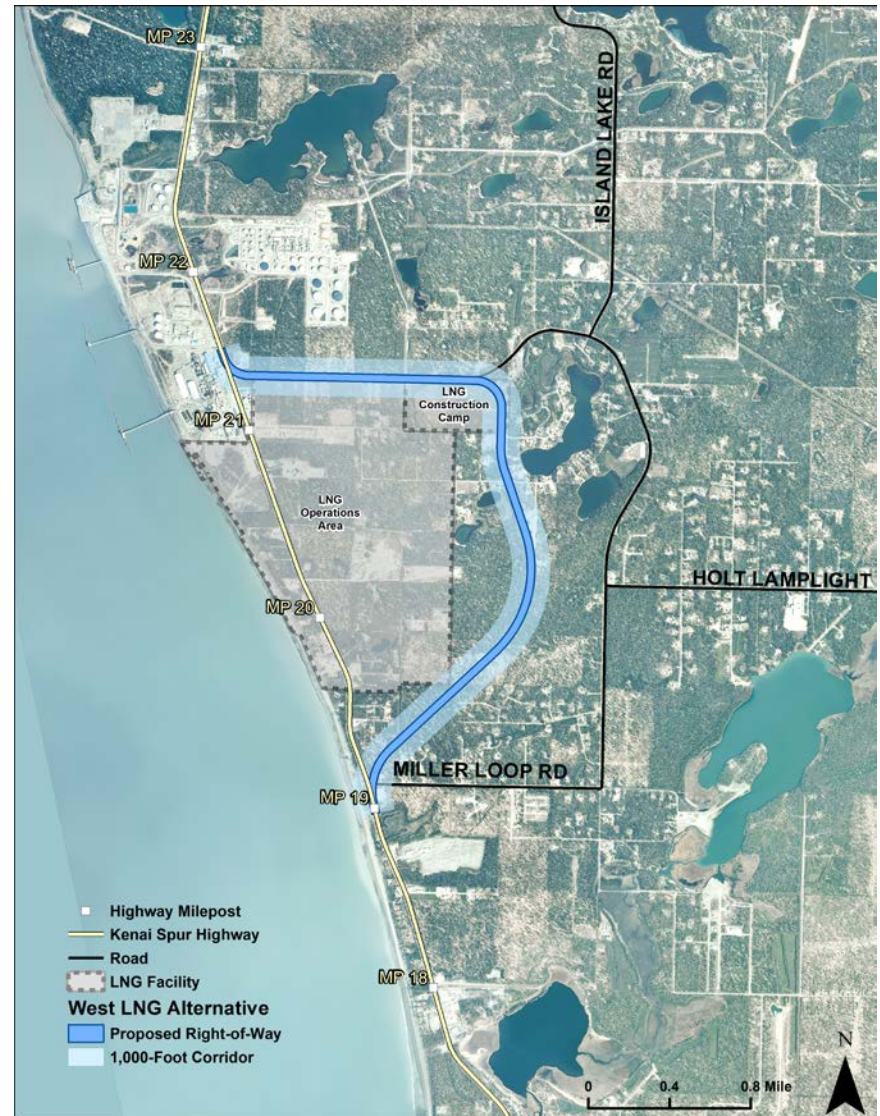 MP 23
ISLAND LAKE RD
MP 22
LNG
Construction
Camp
MP 21
LNG
Operations
Area
HOLT LAMPLIGHT
MP 20
MILLER LOOP RD
MP 19
MP 18
Highway Milepost
Kenai Spur Highway
Road
LNG Facility
West LNG Alternative
Proposed Right-of-Way
1,000-Foot Corridor
N
0 0.4 0.8 Mile